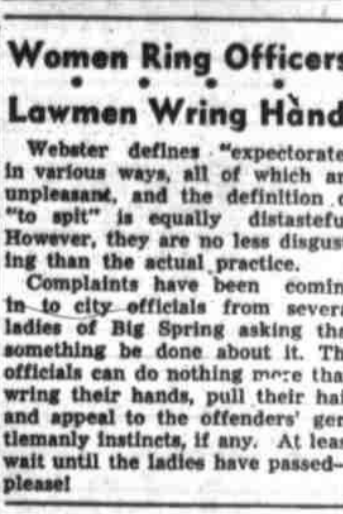 Women Ring Officers
Lawmen Wring Hand
Webster defines "expectorate
in various ways, all of which ar
unpleasant, and the definition o
"to spit" is equally distastefu
However, they are no less disgus
ing than the actual practice.
Complaints have been comin
in to city officials from severa
ladies of Big Spring asking tha
something be done about it. Th
officials can do nothing more tha
wring their hands, pull their hai
and appeal to the offenders' gen
tlemanly instincts, if any. At leas
wait until the ladies have passed—
please!